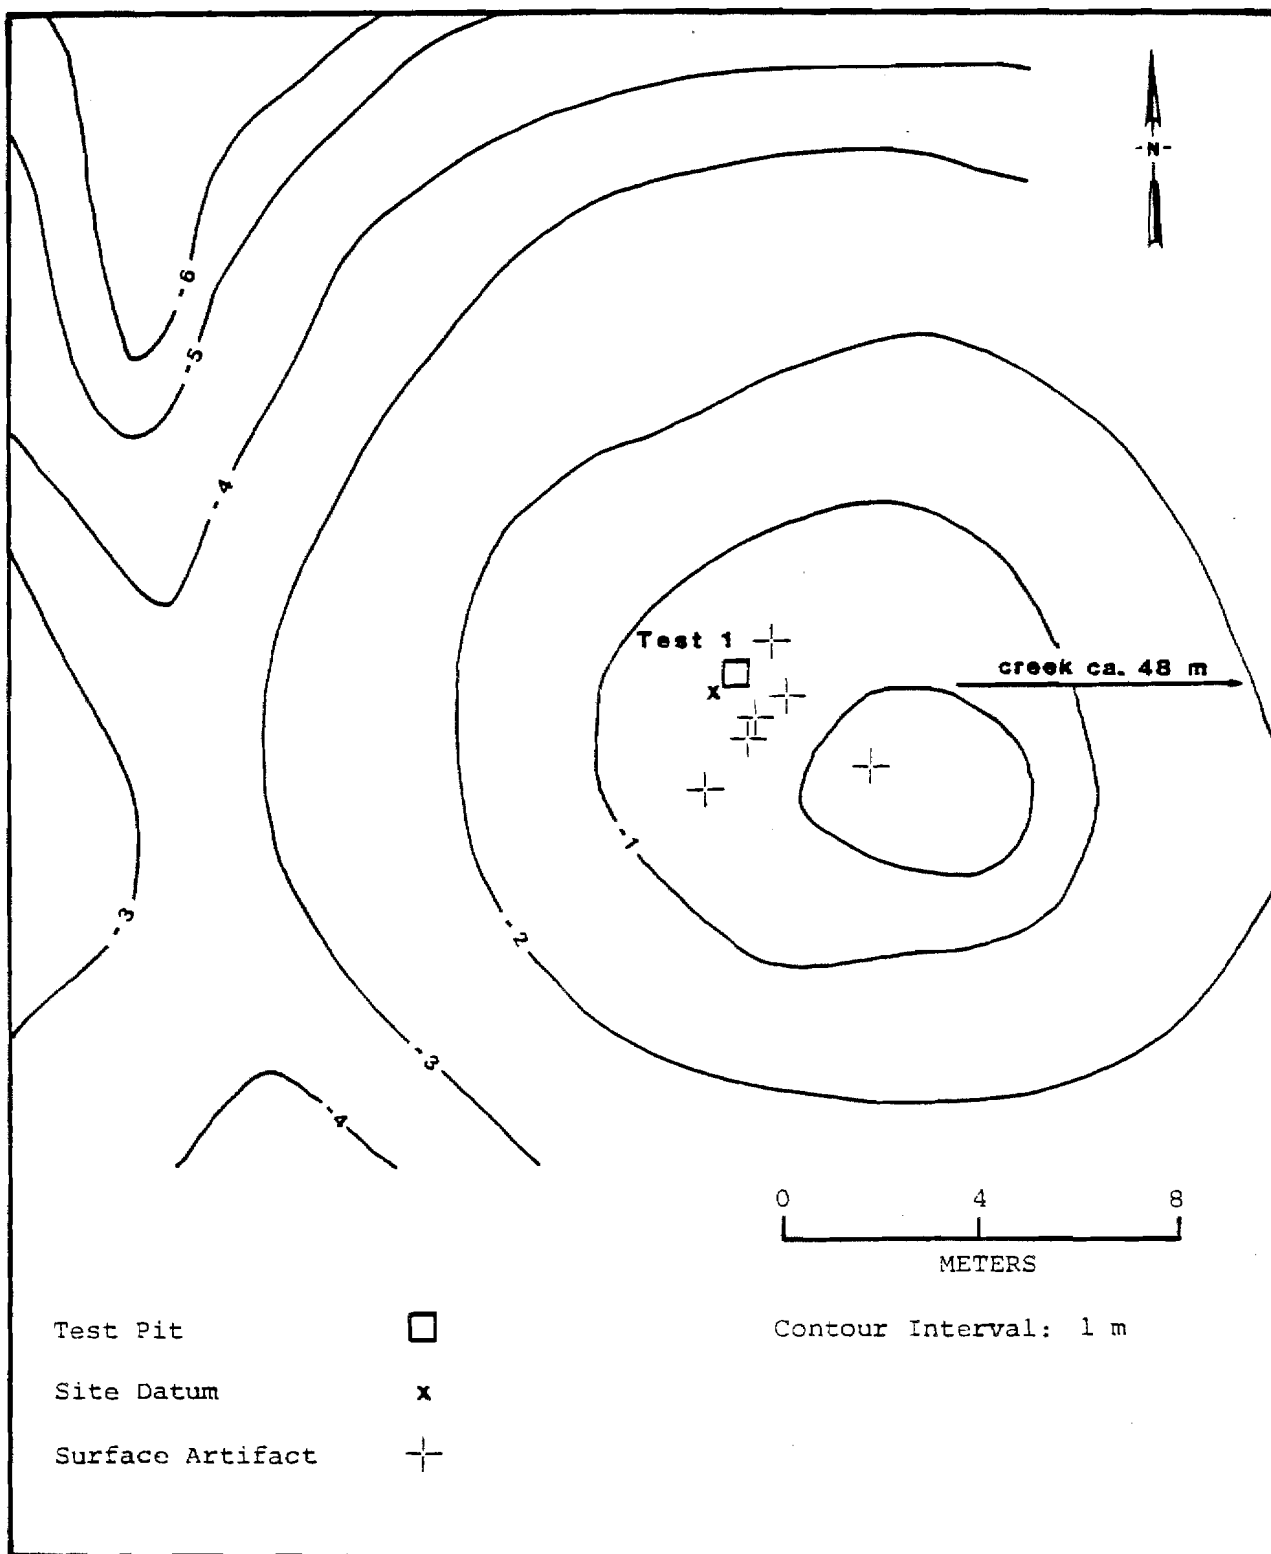 -N-
-6
-5
-4
Test 1
creek ca. 48 m
x
-1
-3
-2
-3
-4
0 4 8
METERS
Test Pit
Contour Interval: 1 m
Site Datum x
Surface Artifact